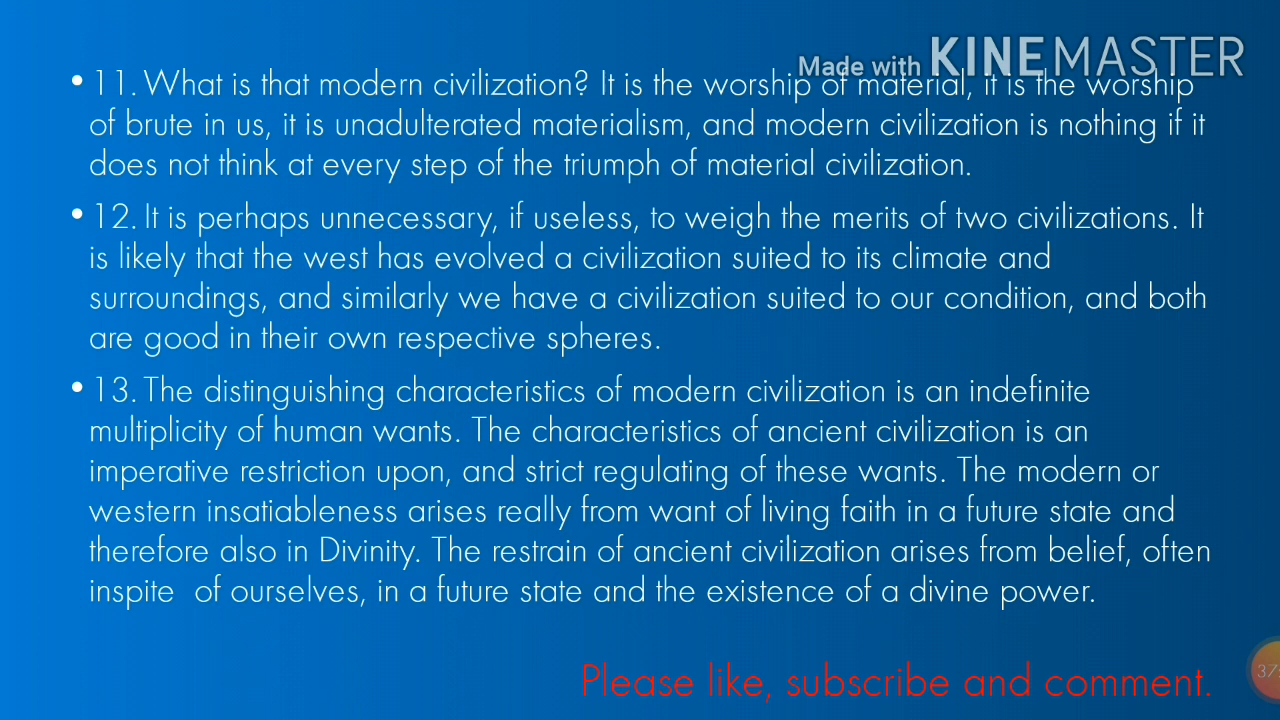 Made with KINEMASTER
• 11. What is that modern civilization? It is the worship of material, it is the worship
of brute in us, it is unadulterated materialism, and modern civilization is nothing if it
does not think at every step of the triumph of material civilization.
• 12. It is perhaps unnecessary, if useless, to weigh the merits of two civilizations. It
is likely that the west has evolved a civilization suited to its climate and
surroundings, and similarly we have a civilization suited to our condition, and both
are good in their own respective spheres.
• 13. The distinguishing characteristics of modern civilization is an indefinite
multiplicity of human wants. The characteristics of ancient civilization is an
imperative restriction upon, and strict regulating of these wants. The modern or
western insatiableness arises really from want of living faith in a future state and
therefore also in Divinity. The restrain of ancient civilization arises from belief, often
inspite of ourselves, in a future state and the existence of a divine power.
Please like, subscribe and comment.